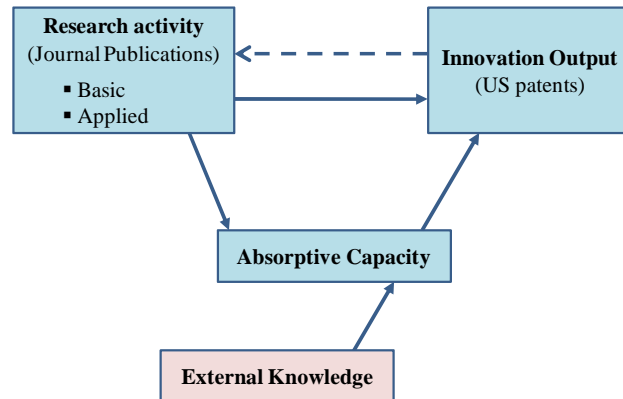 Research activity
(Journal Publications)
▪ Basic
▪ Applied
Innovation Output
(US patents)
Absorptive Capacity
External Knowledge